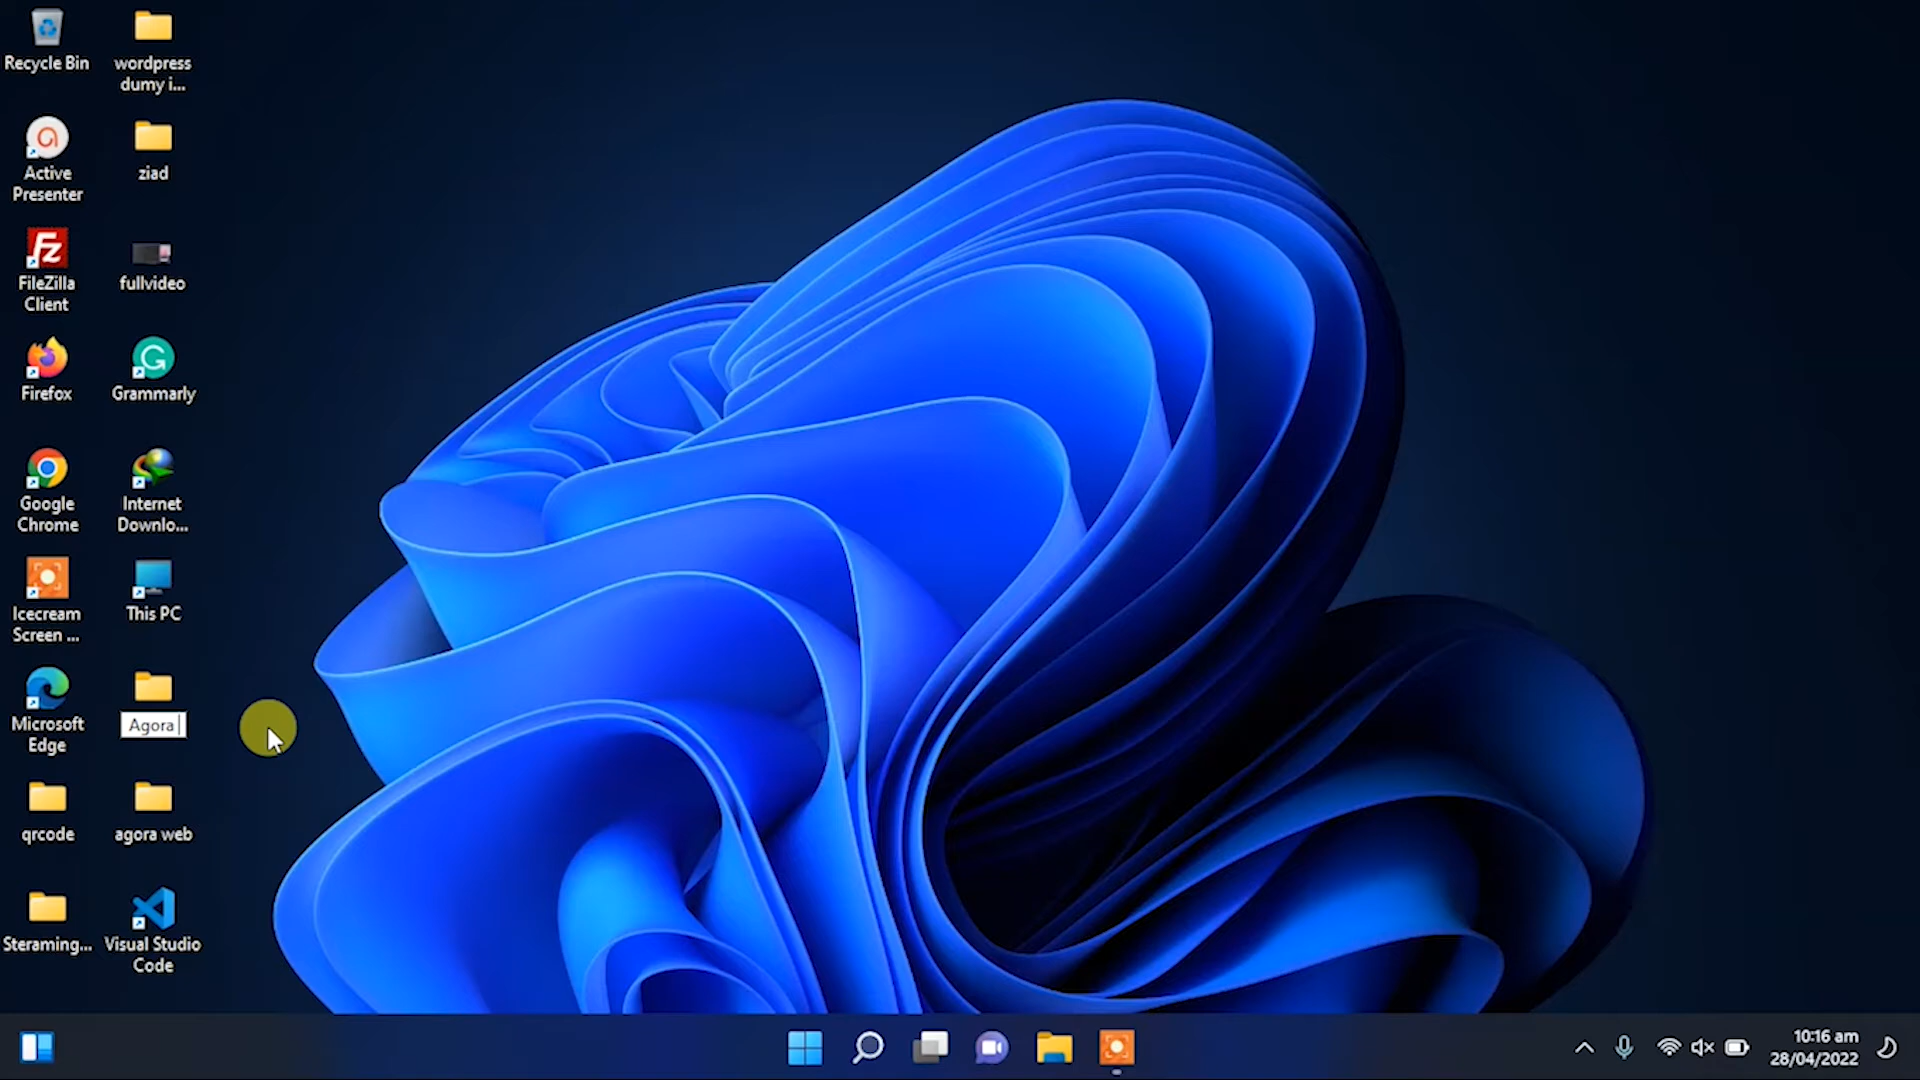 Recycle Bin
wordpress
dumy i...
Active
Presenter
ziad
FileZilla
Client
fullvideo
Firefox
Grammarly
Google
Chrome
Internet
Downlo...
Icecream
Screen ...
This PC
Microsoft
Edge
Agora
qrcode
agora web
Steraming...
Visual Studio
Code
10:16 am
28/04/2022